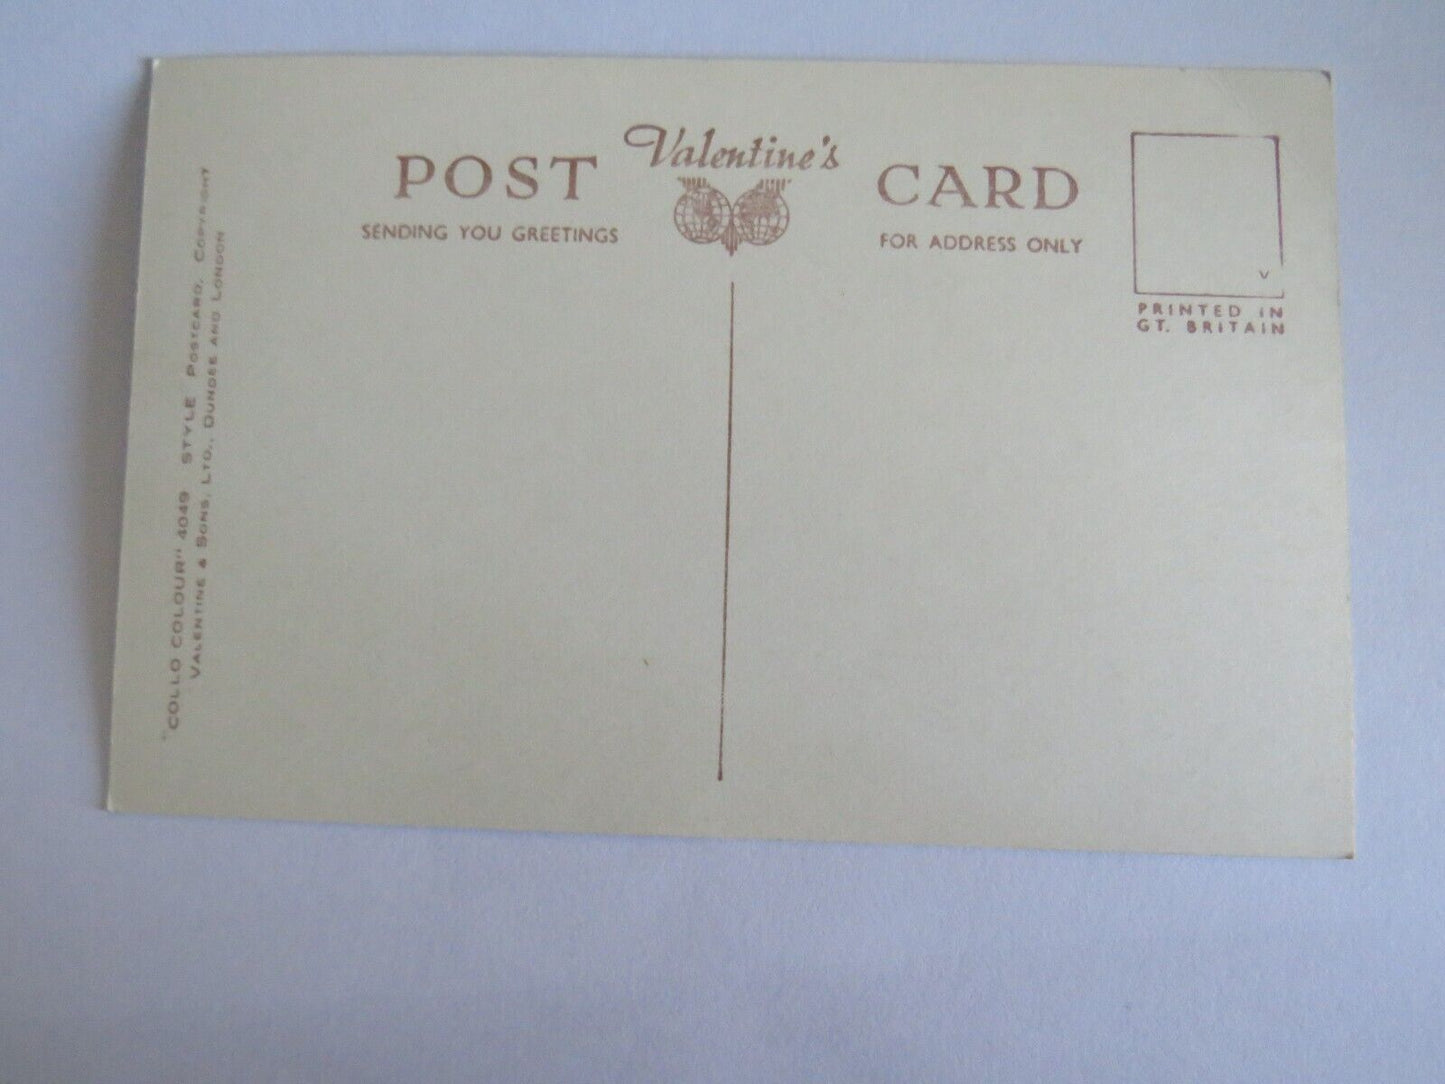 Valentine's
POST CARD
SENDING YOU GREETINGS
FOR ADDRESS ONLY
V
PRINTED IN
GT. BRITAIN
"COLLO COLOUR" 4049 STYLE POSTCARD. COPYRIGHT
VALENTINE & SONS, LTD., DUNDEE AND LONDON